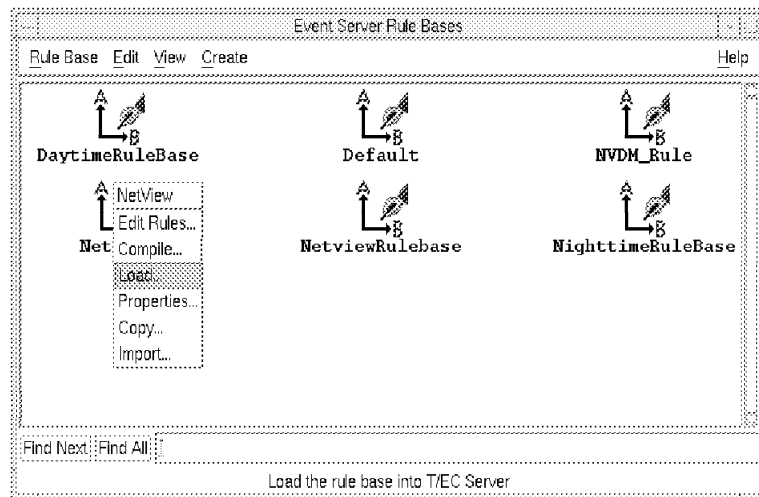 Event Server Rule Bases
Rule Base Edit View Create Help
A
B
DaytimeRuleBase
A
B
Default
A
B
NVDM_Rule
A
Net
NetView
Edit Rules...
Compile...
Load...
Properties...
Copy...
Import...
A
B
NetviewRulebase
A
B
NighttimeRuleBase
Find Next Find All
Load the rule base into T/EC Server